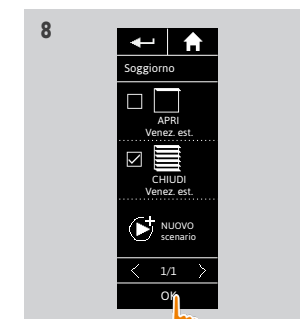 8
Soggiorno
APRI
Venez. est.
CHIUDI
Venez. est.
NUOVO
scenario
1/1
OK